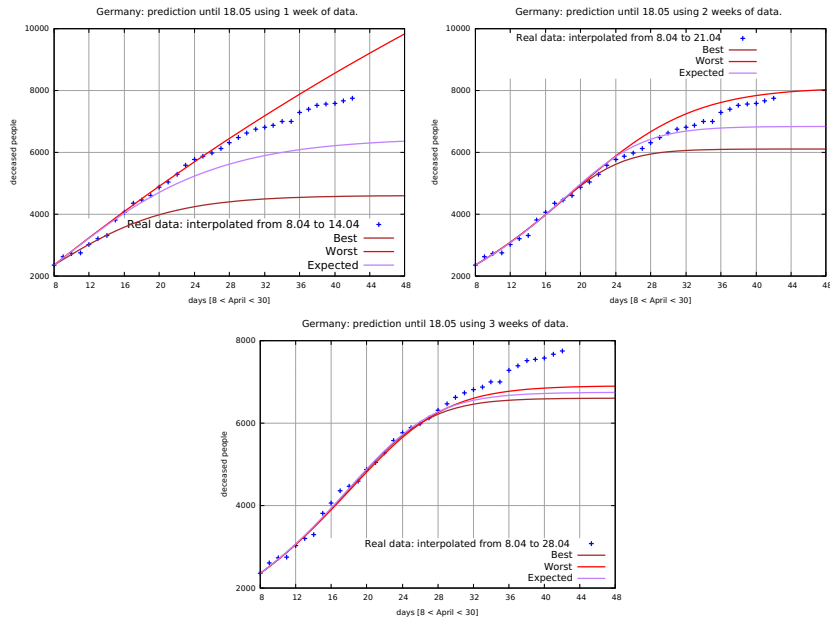 Germany: prediction until 18.05 using 1 week of data.
10000
8000
6000
4000
2000
deceased people
Real data: interpolated from 8.04 to 14.04
Best
Worst
Expected
8 12 16 20 24 28 32 36 40 44 48
days [8 < April < 30]
Germany: prediction until 18.05 using 2 weeks of data.
10000
8000
6000
4000
2000
deceased people
Real data: interpolated from 8.04 to 21.04
Best
Worst
Expected
8 12 16 20 24 28 32 36 40 44 48
days [8 < April < 30]
Germany: prediction until 18.05 using 3 weeks of data.
8000
6000
4000
2000
deceased people
Real data: interpolated from 8.04 to 28.04
Best
Worst
Expected
8 12 16 20 24 28 32 36 40 44 48
days [8 < April < 30]